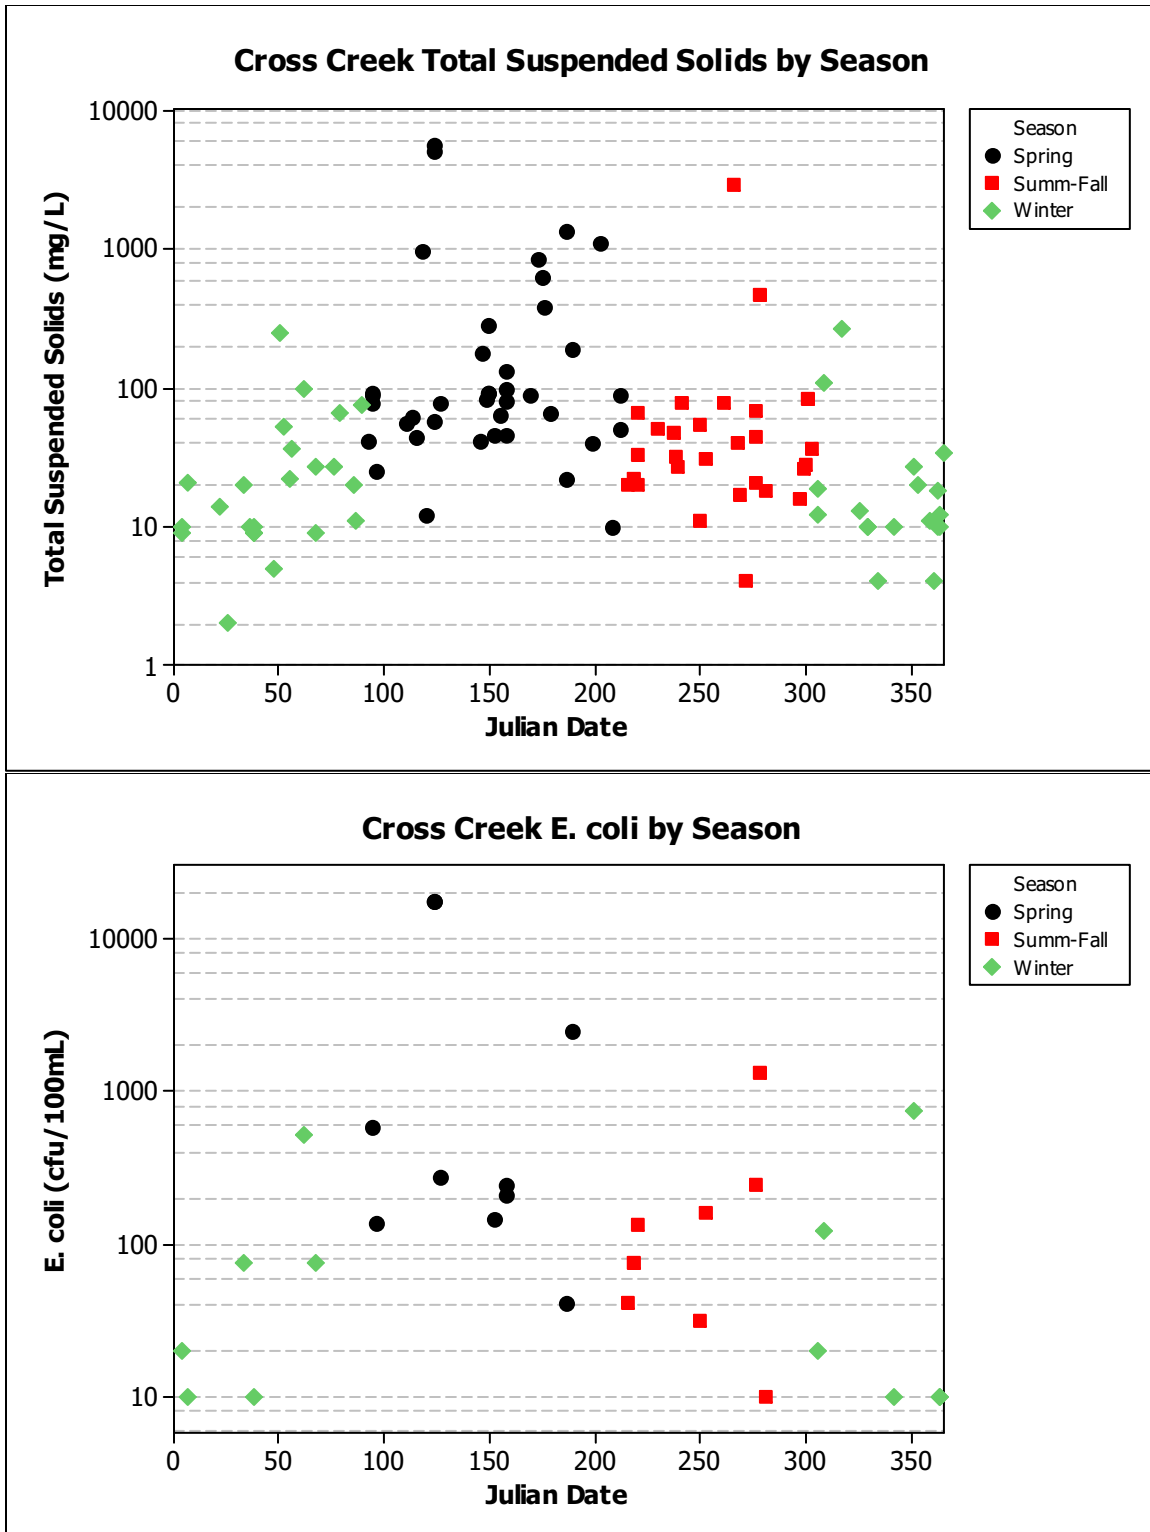 Cross Creek Total Suspended Solids by Season
Total Suspended Solids (mg/L)
10000
1000
100
10
1
0 50 100 150 200 250 300 350
Julian Date
Season
Spring
Summ-Fall
Winter
Cross Creek E. coli by Season
E. coli (cfu/100mL)
10000
1000
100
10
0 50 100 150 200 250 300 350
Julian Date
Season
Spring
Summ-Fall
Winter